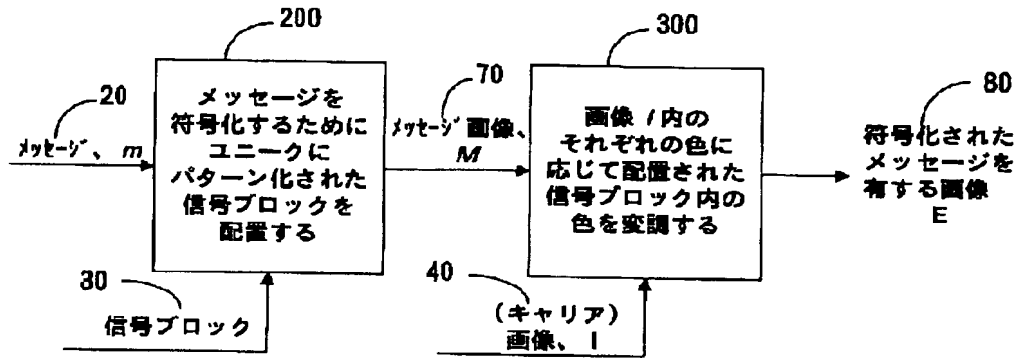 200
メッセージを
符号化するために
ユニークに
パターン化された
信号ブロックを
配置する
20
メッセージ、m
30
信号ブロック
70
メッセージ画像、
M
300
画像I内の
それぞれの色に
応じて配置された
信号ブロック内の
色を変調する
40
(キャリア)
画像、I
80
符号化された
メッセージを
有する画像
E